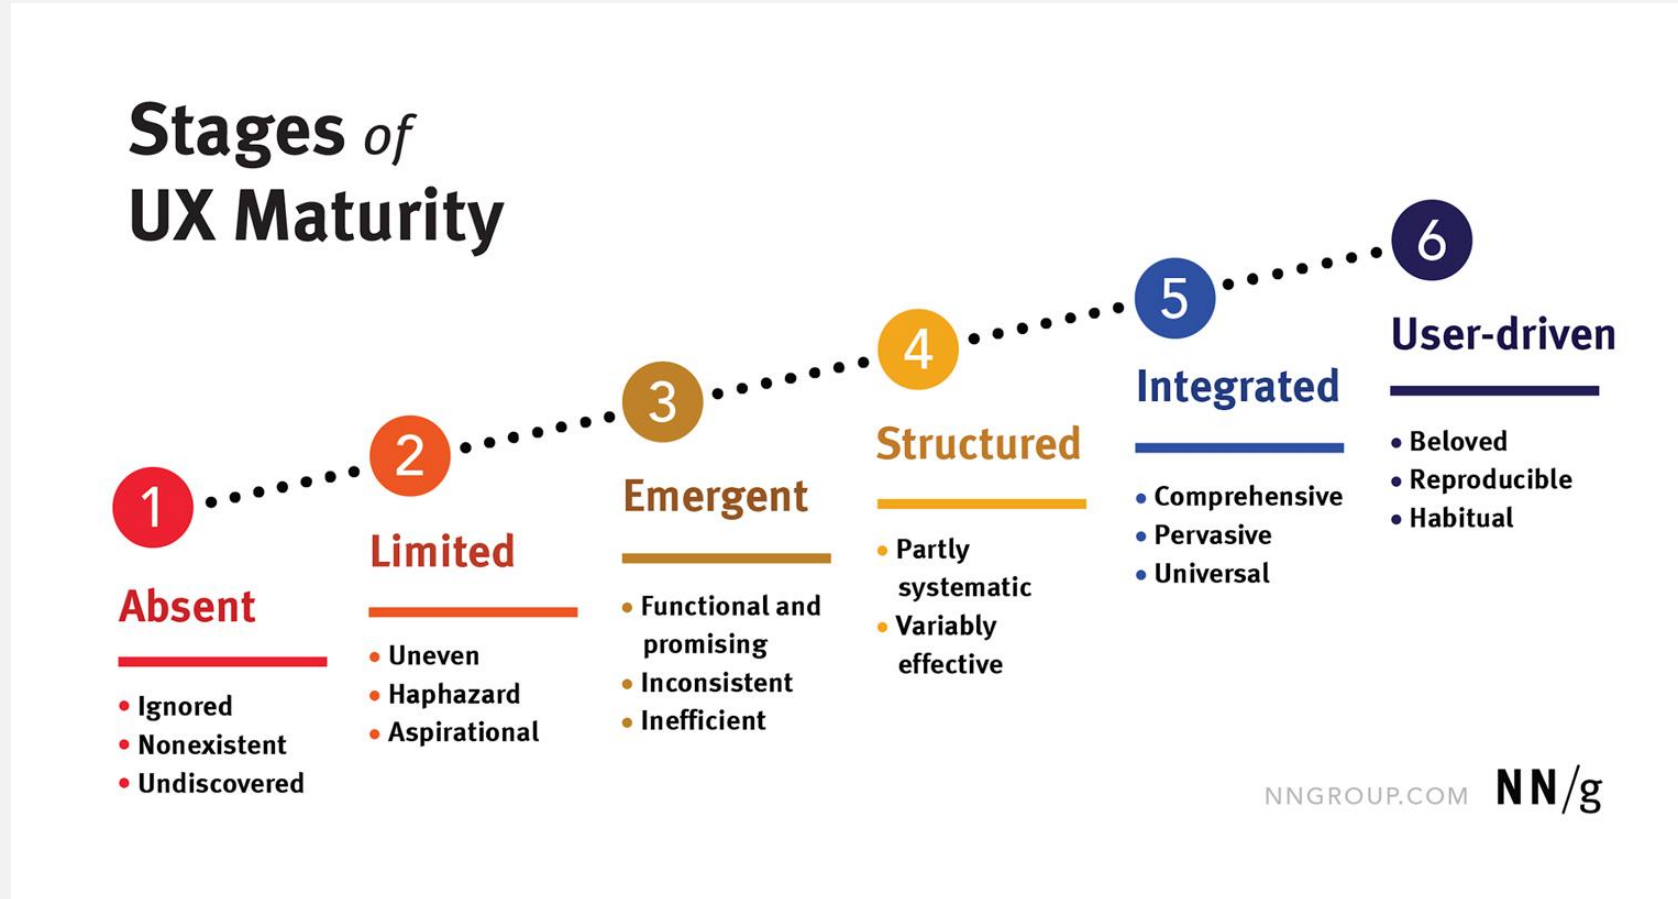 Stages of
UX Maturity
1
Absent
• Ignored
• Nonexistent
• Undiscovered
2
Limited
• Uneven
• Haphazard
• Aspirational
3
Emergent
• Functional and
promising
• Inconsistent
• Inefficient
4
Structured
• Partly
systematic
• Variably
effective
5
Integrated
• Comprehensive
• Pervasive
• Universal
6
User-driven
• Beloved
• Reproducible
• Habitual
NNGROUP.COM NN/g